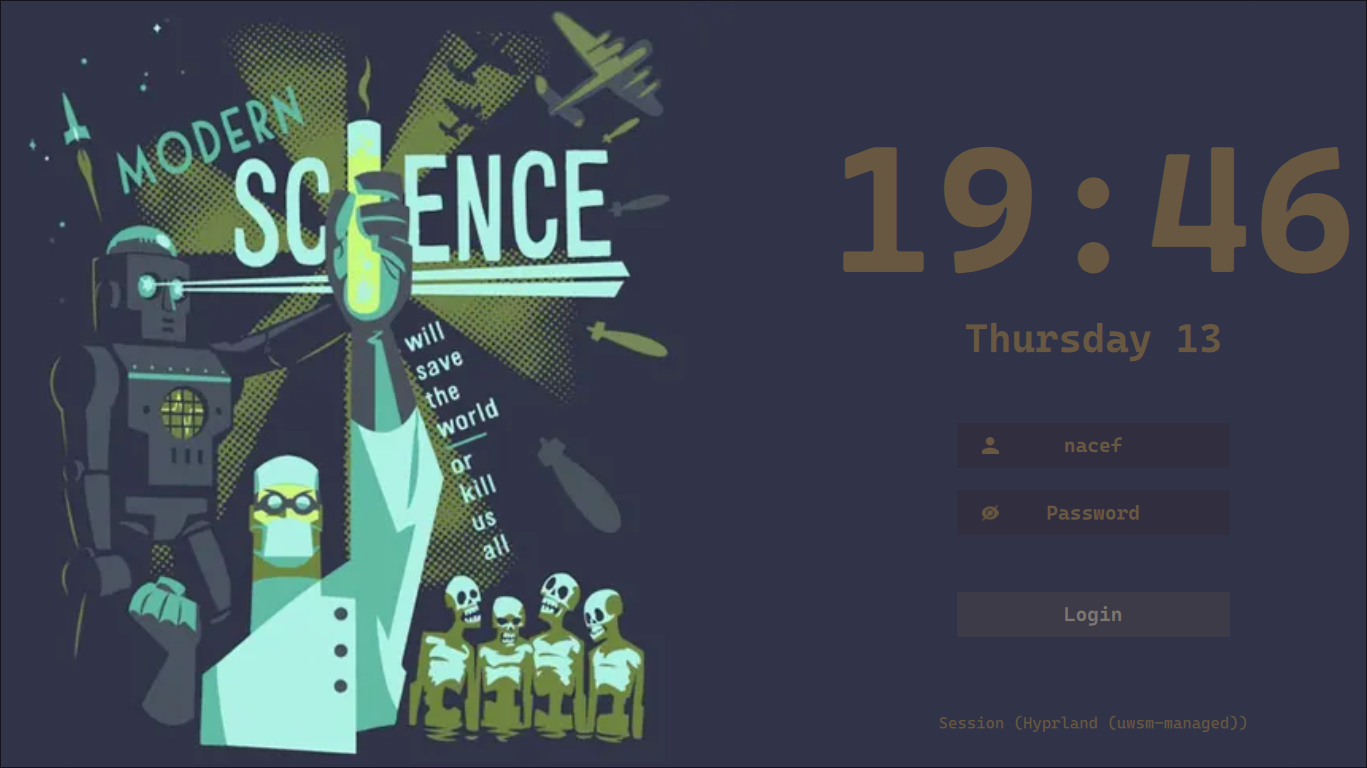 MODERN
SCIENCE
will
save
the
world
or
kill
us
all
19:46
Thursday 13
nacef
Password
Login
Session (Hyprland (uwsm-managed))